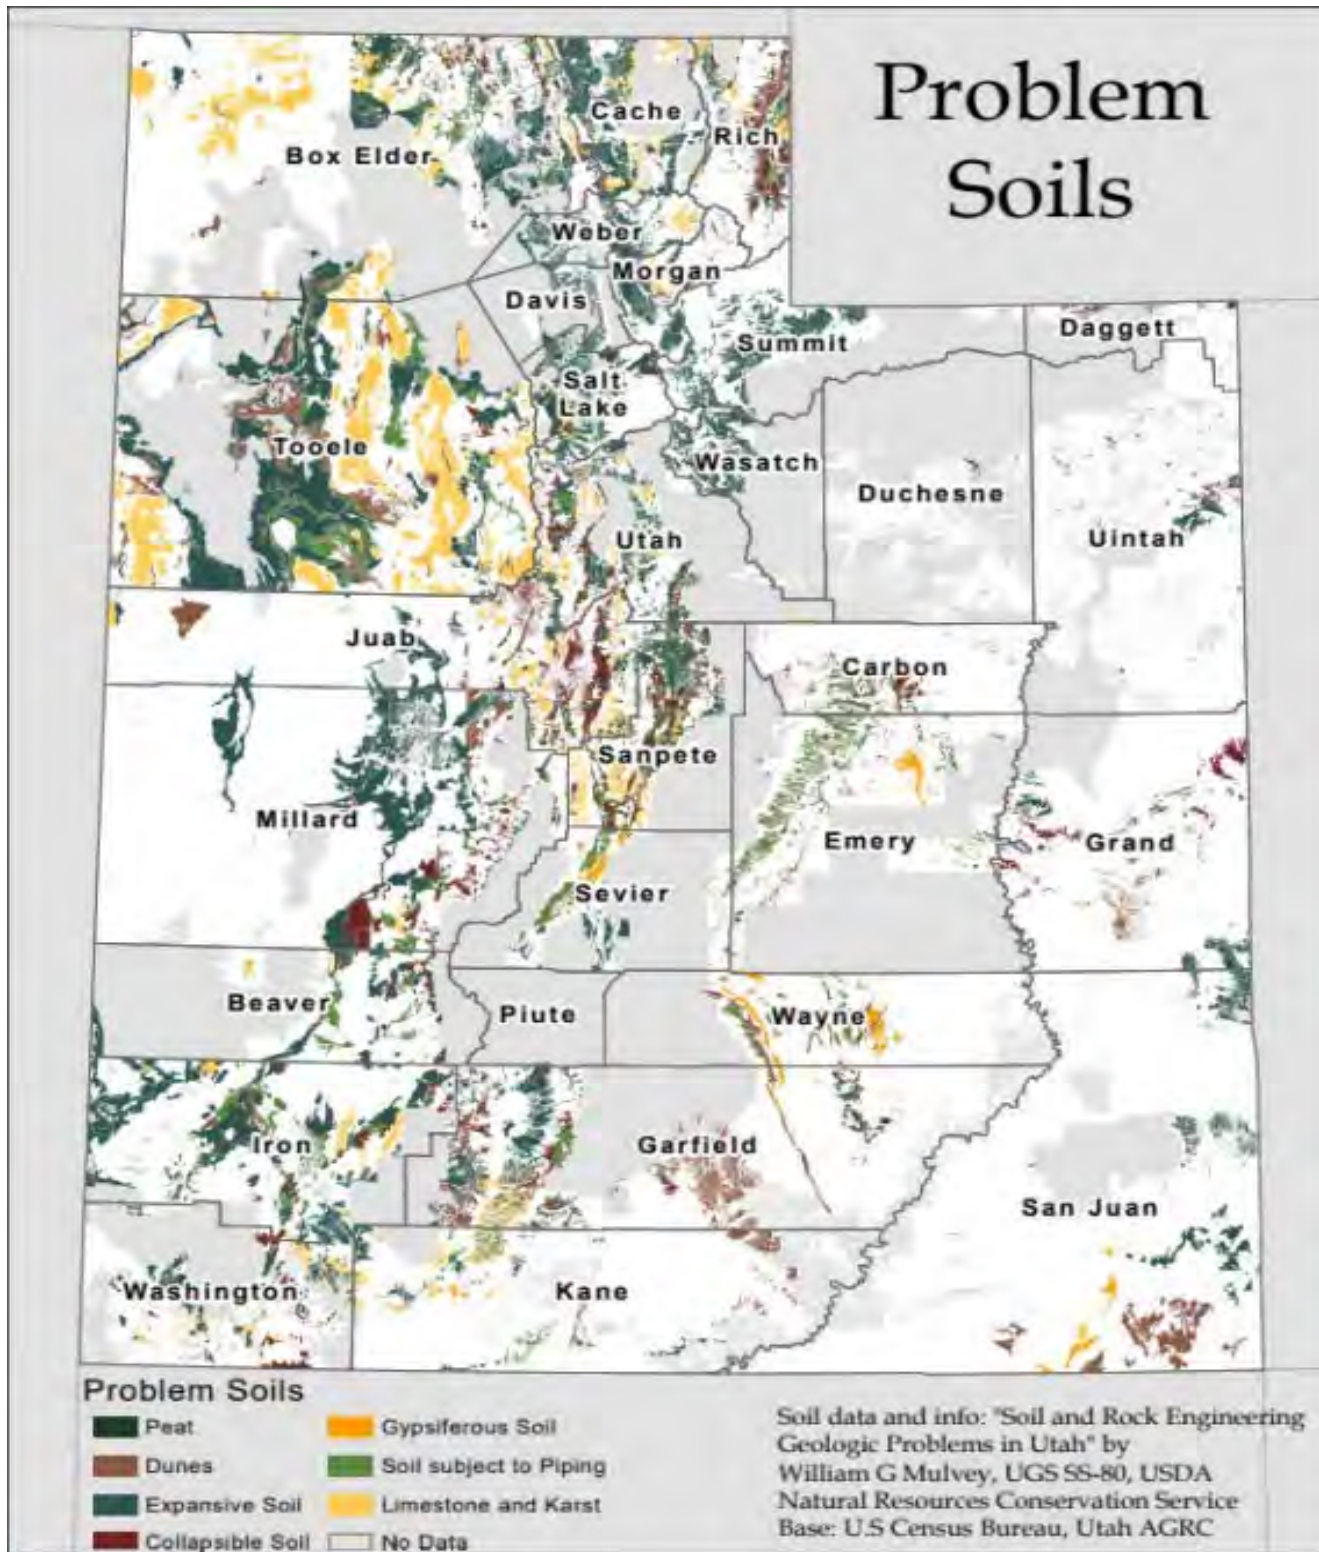 Problem
Soils
Cache
Rich
Box Elder
Weber
Morgan
Davis
Daggett
Summit
Salt
Lake
Tooele
Wasatch
Duchesne
Utah
Uintah
Juab
Carbon
Sanpete
Millard
Emery
Grand
Sevier
Beaver
Piute
Wayne
Iron
Garfield
San Juan
Washington
Kane
Problem Soils
Peat
Dunes
Expansive Soil
Collapsible Soil
Gypsiferous Soil
Soil subject to Piping
Limestone and Karst
No Data
Soil data and info: "Soil and Rock Engineering
Geologic Problems in Utah" by
William G Mulvey, UGS SS-80, USDA
Natural Resources Conservation Service
Base: U.S Census Bureau, Utah AGRC